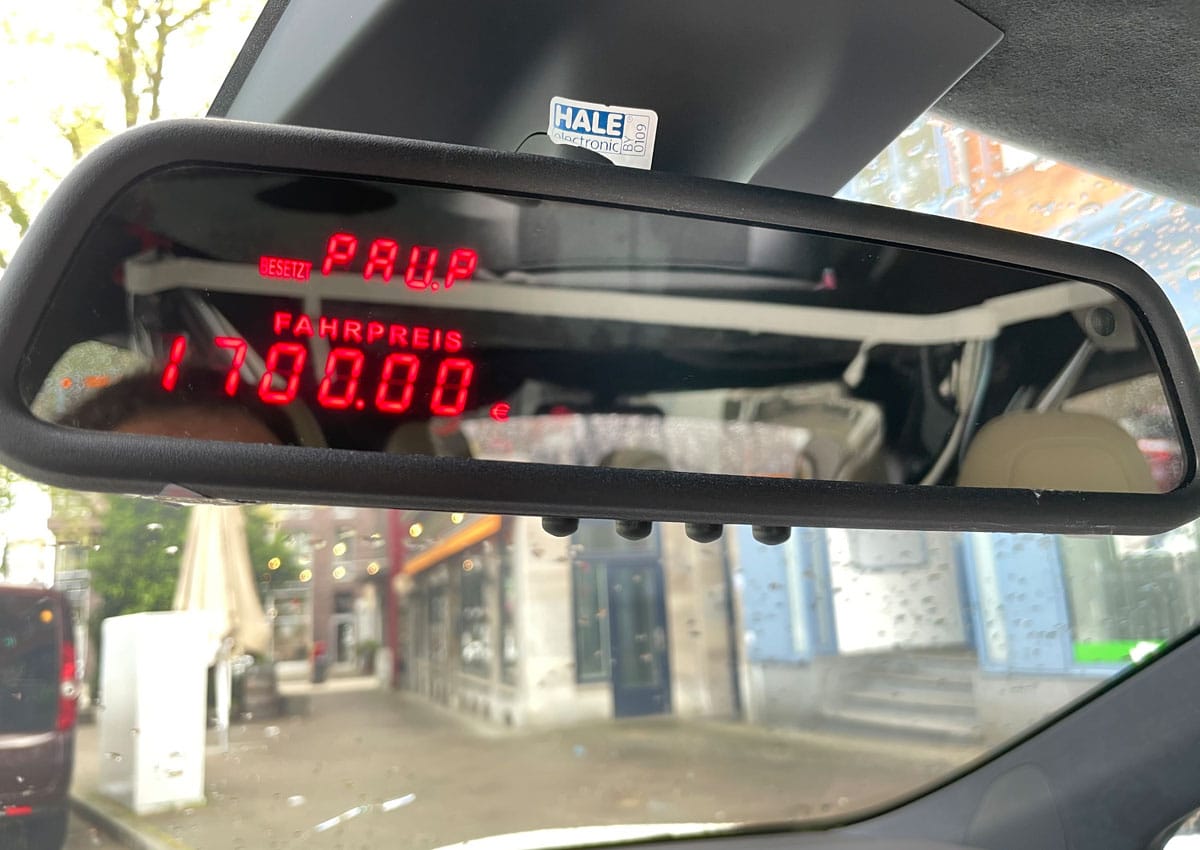 HALE
electronic
BY
0109
BESETZT PAU.P
FAHRPREIS
1700.00 €